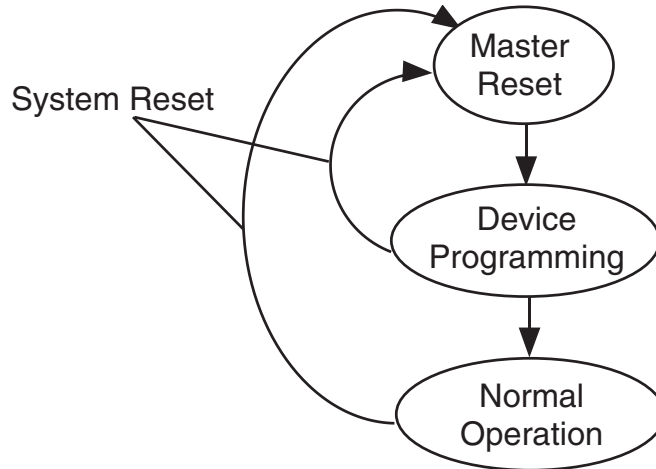 Master
Reset
System Reset
Device
Programming
Normal
Operation